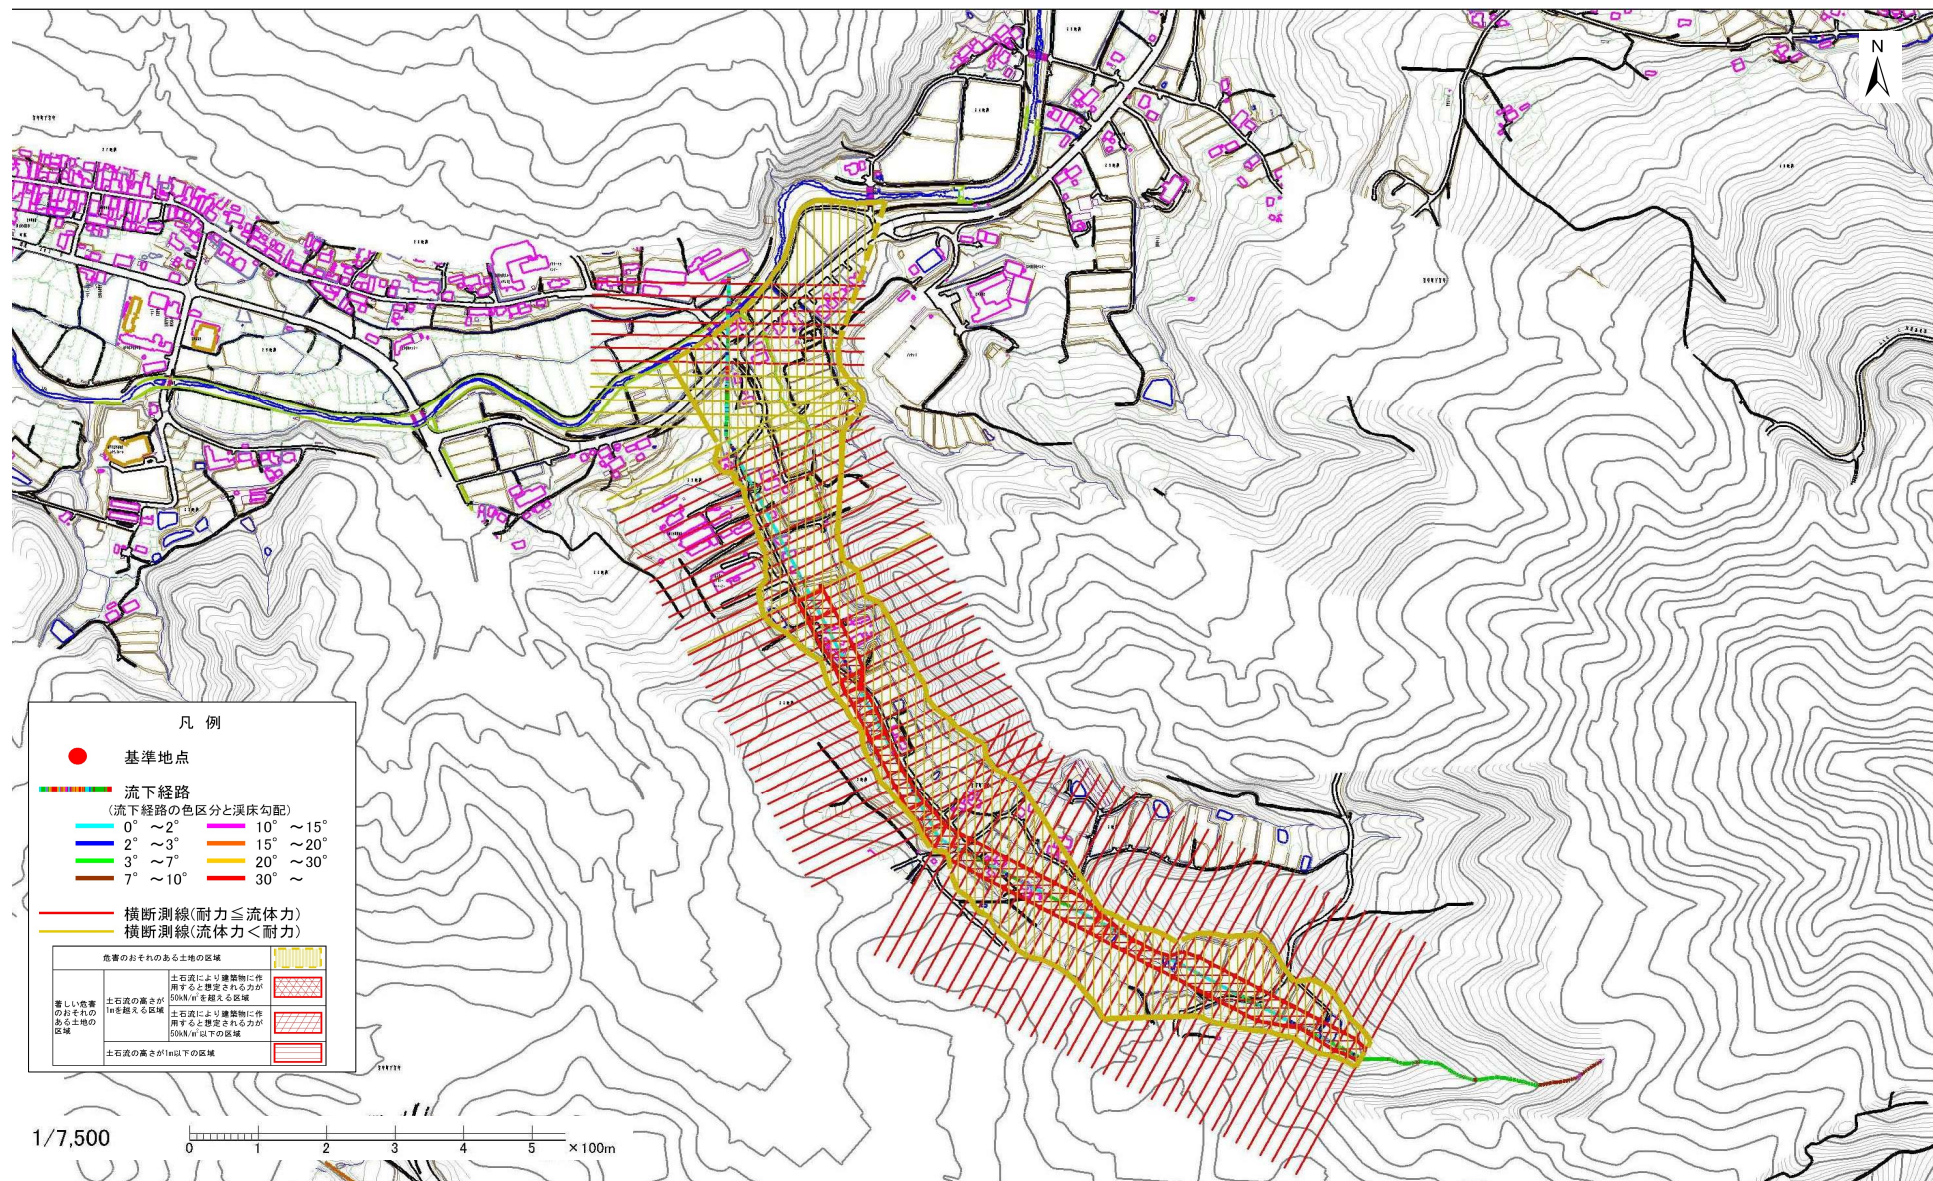 N
凡 例
基準地点
流下経路
(流下経路の色区分と渓床勾配)
0° ～2° 10° ～15°
2° ～3° 15° ～20°
3° ～7° 20° ～30°
7° ～10° 30° ～
横断測線(耐力≦流体力)
横断測線(流体力＜耐力)
危害のおそれのある土地の区域
著しい危害
のおそれの
ある土地の
区域
土石流の高さが
1mを超える区域
土石流により建築物に作
用すると想定される力が
50kN/㎡を超える区域
土石流により建築物に作
用すると想定される力が
50kN/㎡以下の区域
土石流の高さが1m以下の区域
1/7,500
0 1 2 3 4 5 ×100m